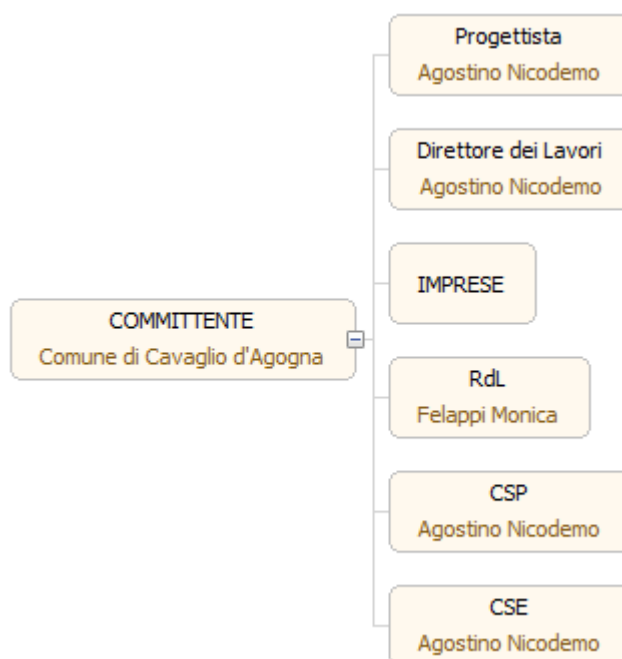 Progettista
Agostino Nicodemo
Direttore dei Lavori
Agostino Nicodemo
IMPRESE
COMMITTENTE
Comune di Cavaglio d'Agogna
RdL
Felappi Monica
CSP
Agostino Nicodemo
CSE
Agostino Nicodemo